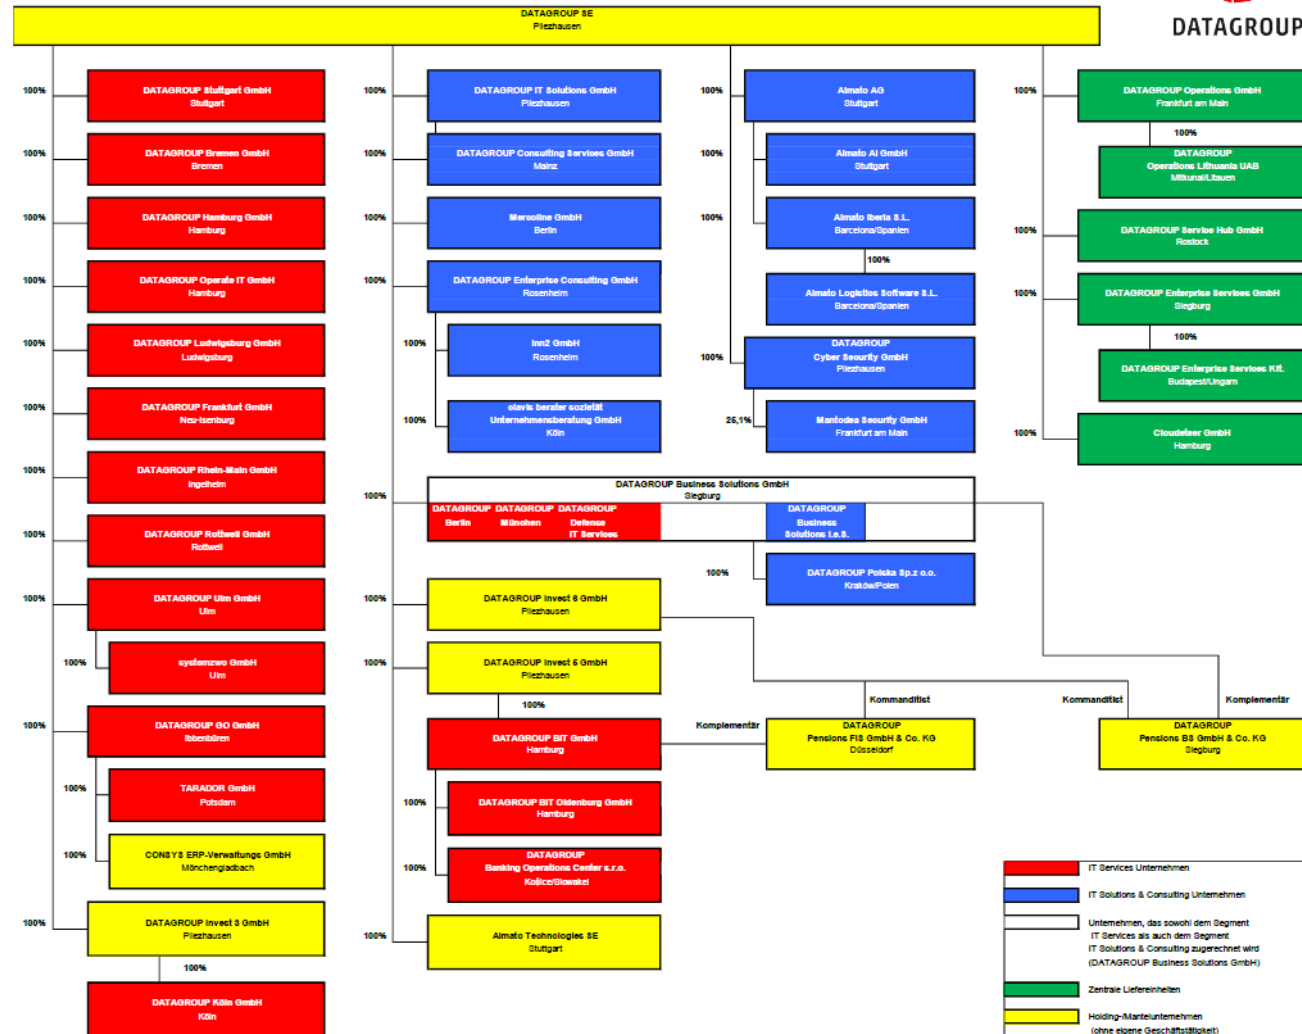 DATAGROUP SE
Pliezhausen
DATAGROUP
100%
DATAGROUP Stuttgart GmbH
Stuttgart
100%
DATAGROUP Bremen GmbH
Bremen
100%
DATAGROUP Hamburg GmbH
Hamburg
100%
DATAGROUP Operate IT GmbH
Hamburg
100%
DATAGROUP Ludwigsburg GmbH
Ludwigsburg
100%
DATAGROUP Frankfurt GmbH
Neu-Isenburg
100%
DATAGROUP Rhein-Main GmbH
Ingelheim
100%
DATAGROUP Rottweil GmbH
Rottweil
100%
DATAGROUP Ulm GmbH
Ulm
100%
systemzwo GmbH
Ulm
100%
DATAGROUP GO GmbH
Ibbenbüren
100%
TARADOR GmbH
Potsdam
100%
CONSYS ERP-Verwaltungs GmbH
Mönchengladbach
100%
DATAGROUP Invest 3 GmbH
Pliezhausen
100%
DATAGROUP Köln GmbH
Köln
100%
DATAGROUP IT Solutions GmbH
Pliezhausen
100%
DATAGROUP Consulting Services GmbH
Mainz
100%
Mercoline GmbH
Berlin
100%
DATAGROUP Enterprise Consulting GmbH
Rosenheim
100%
Inn2 GmbH
Rosenheim
100%
clavis berater sozietät
Unternehmensberatung GmbH
Köln
100%
DATAGROUP Business Solutions GmbH
Siegburg
DATAGROUP DATAGROUP DATAGROUP
Berlin München Defense
IT Services
DATAGROUP
Business
Solutions i.e.S.
100%
DATAGROUP Polska Sp.z o.o.
Kraków/Polen
100%
DATAGROUP Invest 6 GmbH
Pliezhausen
100%
DATAGROUP Invest 5 GmbH
Pliezhausen
100%
DATAGROUP BIT GmbH
Hamburg
100%
DATAGROUP BIT Oldenburg GmbH
Hamburg
100%
DATAGROUP
Banking Operations Center s.r.o.
Košice/Slowakei
100%
Almato Technologies SE
Stuttgart
100%
Almato AG
Stuttgart
100%
Almato AI GmbH
Stuttgart
100%
Almato Iberia S.L.
Barcelona/Spanien
100%
Almato Logistics Software S.L.
Barcelona/Spanien
100%
DATAGROUP
Cyber Security GmbH
Pliezhausen
25,1%
Mantodea Security GmbH
Frankfurt am Main
100%
DATAGROUP Operations GmbH
Frankfurt am Main
100%
DATAGROUP
Operations Lithuania UAB
100%
DATAGROUP Service Hub GmbH
Rostock
100%
DATAGROUP Enterprise Services GmbH
Siegburg
100%
DATAGROUP Enterprise Services Kft.
Budapest/Ungarn
100%
Cloudeteer GmbH
Hamburg
Komplementär
Kommanditist
DATAGROUP
Pensions FIS GmbH & Co. KG
Düsseldorf
Kommanditist
Komplementär
DATAGROUP
Pensions BS GmbH & Co. KG
Siegburg
IT Services Unternehmen
IT Solutions & Consulting Unternehmen
Unternehmen, das sowohl dem Segment
IT Services als auch dem Segment
IT Solutions & Consulting zugerechnet wird
(DATAGROUP Business Solutions GmbH)
Zentrale Liefereinheiten
Holding-/Mantelunternehmen
(ohne eigene Geschäftstätigkeit)